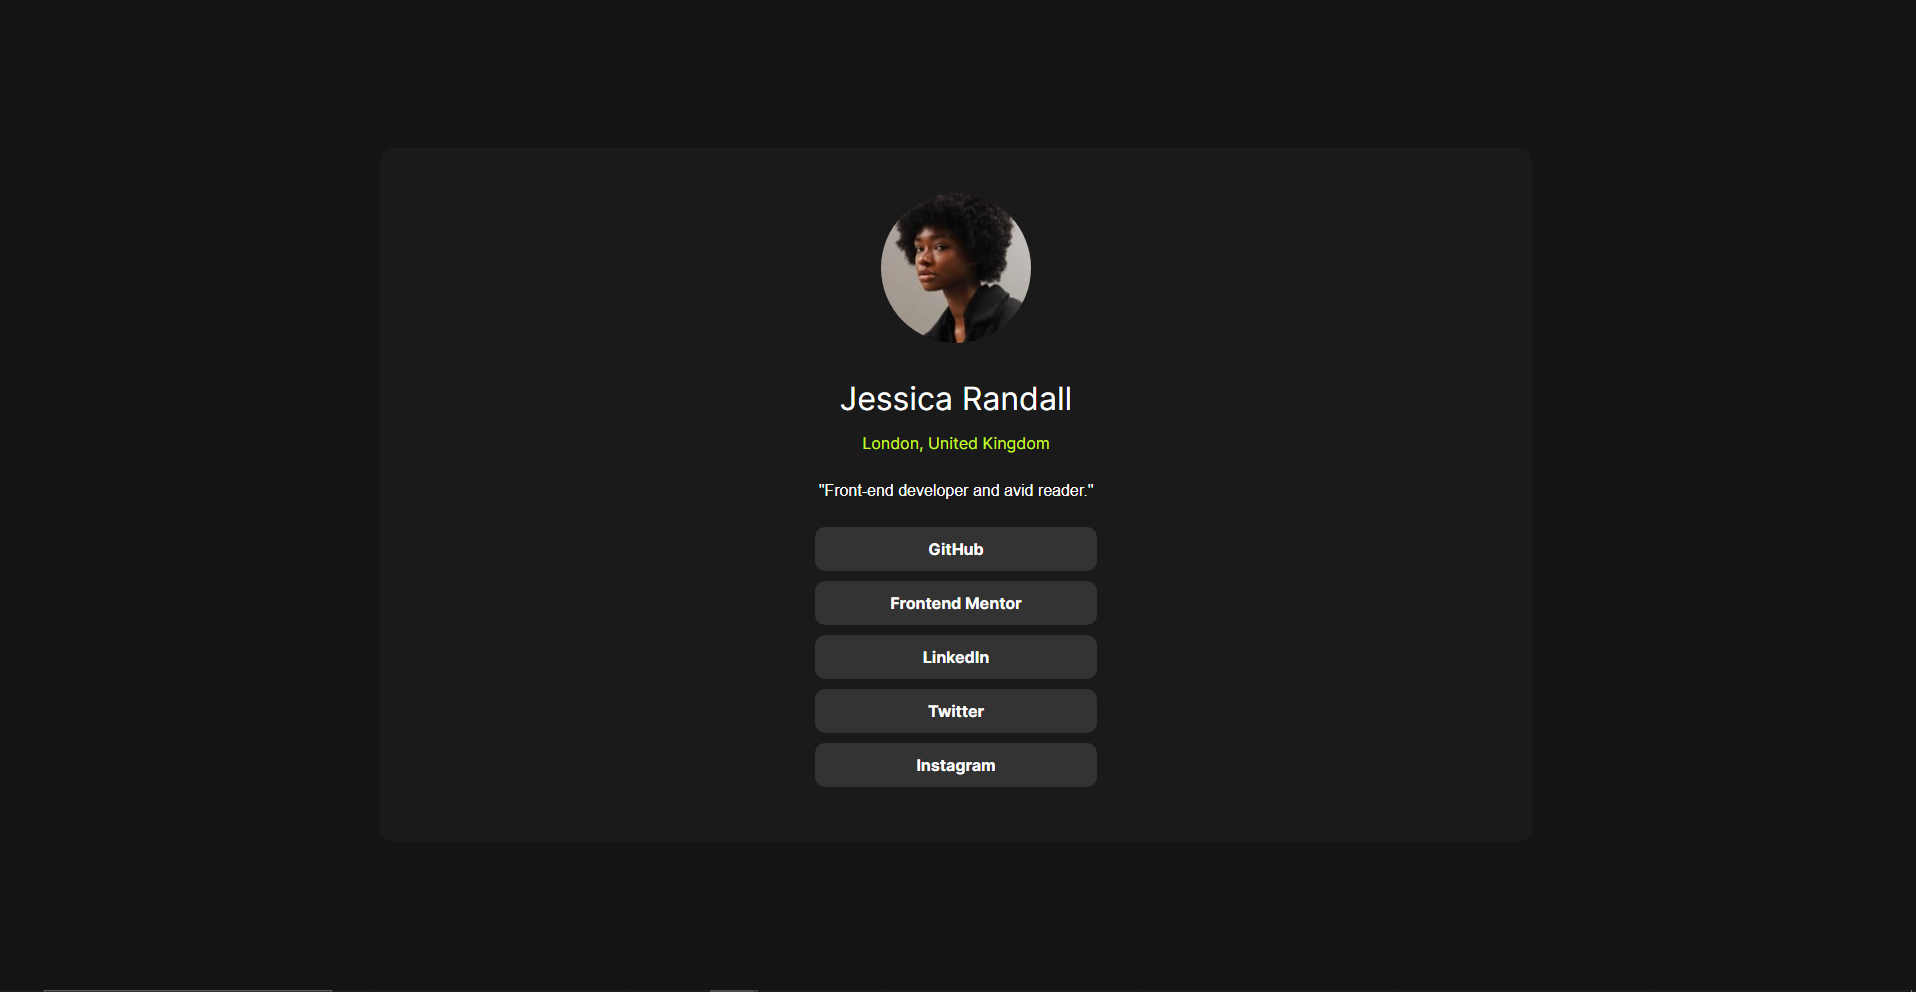 Jessica Randall
London, United Kingdom
"Front-end developer and avid reader."
GitHub
Frontend Mentor
LinkedIn
Twitter
Instagram